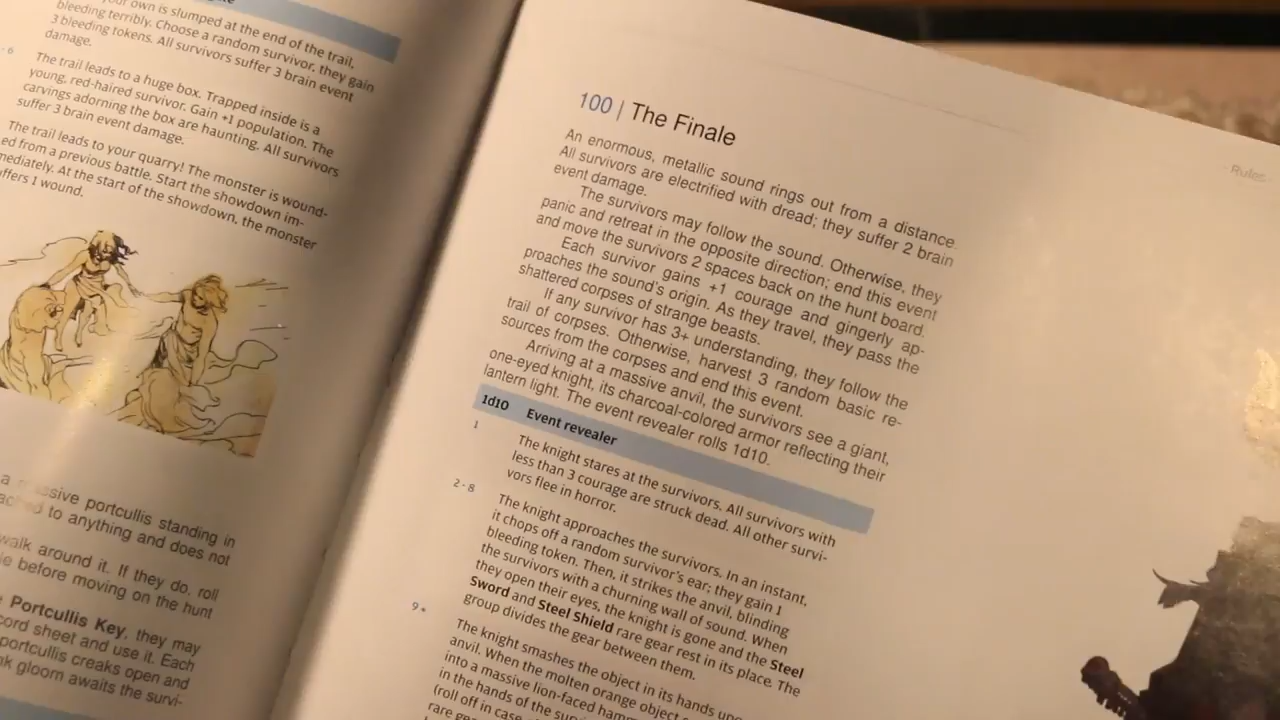 your own is slumped at the end of the trail,
bleeding terribly. Choose a random survivor, they gain
3 bleeding tokens. All survivors suffer 3 brain event
damage.
The trail leads to a huge box. Trapped inside is a
young, red-haired survivor. Gain +1 population. The
carvings adorning the box are haunting. All survivors
suffer 3 brain event damage.
The trail leads to your quarry! The monster is wound-
ed from a previous battle. Start the showdown im-
mediately. At the start of the showdown, the monster
suffers 1 wound.
a massive portcullis standing in
to anything and does not
walk around it. If they do, roll
before moving on the hunt
Portcullis Key, they may
cord sheet and use it. Each
portcullis creaks open and
gloom awaits the survi-
Rules
100 | The Finale
An enormous, metallic sound rings out from a distance.
All survivors are electrified with dread; they suffer 2 brain
event damage.
The survivors may follow the sound. Otherwise, they
panic and retreat in the opposite direction; end this event
and move the survivors 2 spaces back on the hunt board.
Each survivor gains +1 courage and gingerly ap-
proaches the sound's origin. As they travel, they pass the
shattered corpses of strange beasts.
If any survivor has 3+ understanding, they follow the
trail of corpses. Otherwise, harvest 3 random basic re-
sources from the corpses and end this event.
Arriving at a massive anvil, the survivors see a giant,
one-eyed knight, its charcoal-colored armor reflecting their
lantern light. The event revealer rolls 1d10.
1d10 Event revealer
1 The knight stares at the survivors. All survivors with
less than 3 courage are struck dead. All other survi-
vors flee in horror.
2-8 The knight approaches the survivors. In an instant,
it chops off a random survivor's ear; they gain 1
bleeding token. Then, it strikes the anvil, blinding
the survivors with a churning wall of sound. When
they open their eyes, the knight is gone and the Steel
Sword and Steel Shield rare gear rest in its place. The
group divides the gear between them.
9+ The knight smashes the object in its hands
anvil. When the molten orange object
into a massive lion-faced
in the hands of the
(roll off in case